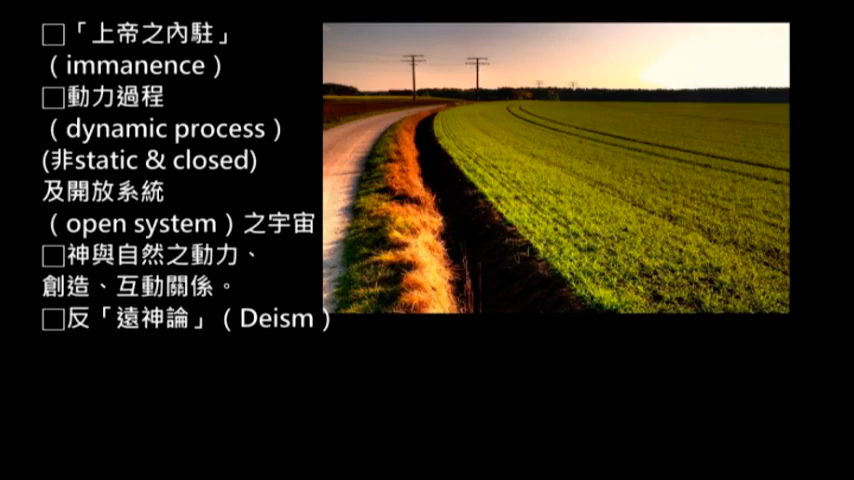 □「上帝之內駐」
（immanence）
□動力過程
（dynamic process）
(非static & closed)
及開放系統
（open system）之宇宙
□神與自然之動力、
創造、互動關係。
□反「遠神論」（Deism）